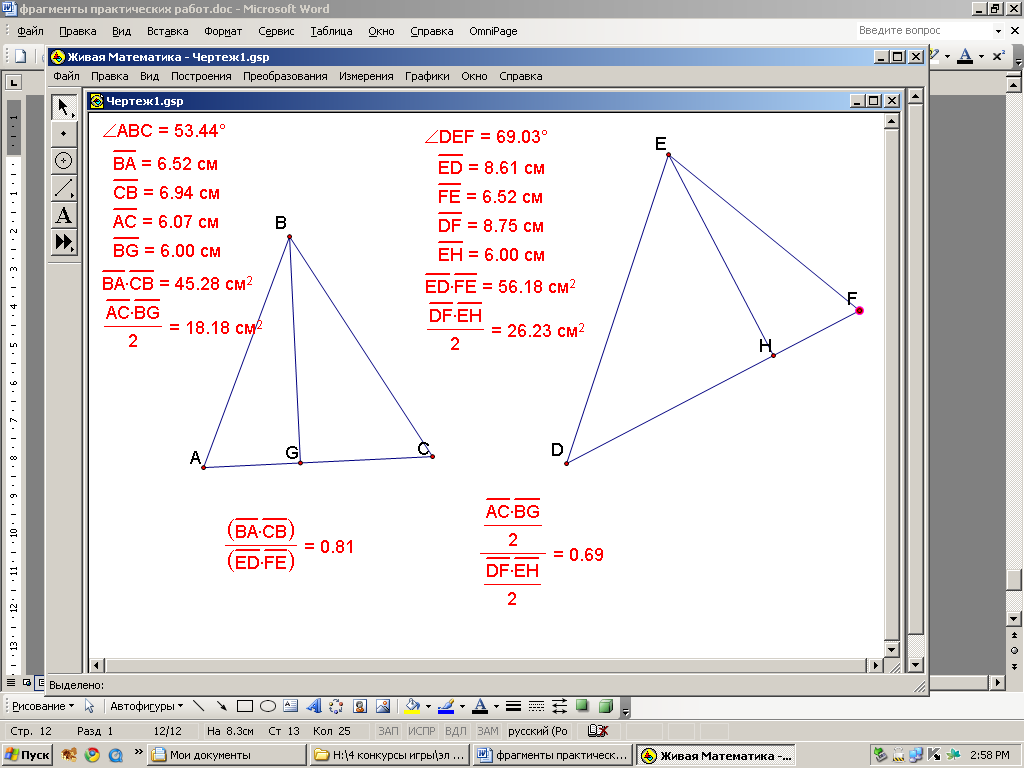 фрагменты практических работ.doc - Microsoft Word
Файл Правка Вид Вставка Формат Сервис Таблица Окно Справка OmniPage Введите вопрос
Живая Математика - Чертеж1.gsp
Файл Правка Вид Построения Преобразования Измерения Графики Окно Справка
Чертеж1.gsp
∠ABC = 53.44°
BA = 6.52 см
CB = 6.94 см
AC = 6.07 см
BG = 6.00 см
BA·CB = 45.28 см²
AC·BG
2
= 18.18 см²
∠DEF = 69.03°
ED = 8.61 см
FE = 6.52 см
DF = 8.75 см
EH = 6.00 см
ED·FE = 56.18 см²
DF·EH
2
= 26.23 см²
B
A
G
C
E
F
H
D
(BA·CB)
(ED·FE)
= 0.81
AC·BG
2
DF·EH
2
= 0.69
Выделено:
Рисование Автофигуры
Стр. 12 Разд 1 12/12 На 8.3см Ст 13 Кол 25 ЗАП ИСПР ВДЛ ЗАМ русский (Ро
Пуск Мои документы H:\4 конкурсы игры\эл ... фрагменты практическ... Живая Математика -... 2:58 PM